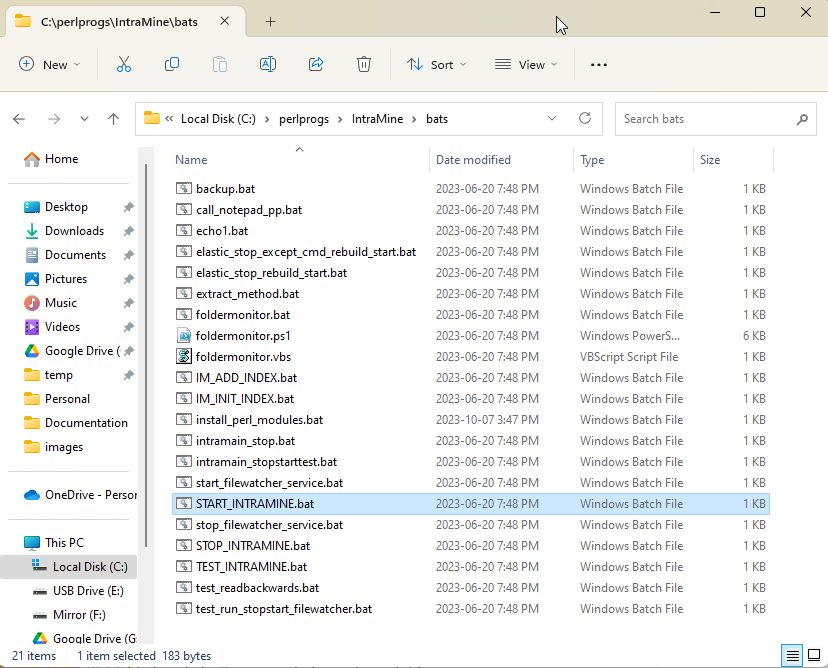 C:\perlprogs\IntraMine\bats
New
Sort
View
Local Disk (C:) perlprogs IntraMine bats
Search bats
Home
Desktop
Downloads
Documents
Pictures
Music
Videos
Google Drive (
temp
Personal
Documentation
images
OneDrive - Person
This PC
Local Disk (C:)
USB Drive (E:)
Mirror (F:)
Google Drive (G:
Name Date modified Type Size
backup.bat 2023-06-20 7:48 PM Windows Batch File 1 KB
call_notepad_pp.bat 2023-06-20 7:48 PM Windows Batch File 1 KB
echo1.bat 2023-06-20 7:48 PM Windows Batch File 1 KB
elastic_stop_except_cmd_rebuild_start.bat 2023-06-20 7:48 PM Windows Batch File 1 KB
elastic_stop_rebuild_start.bat 2023-06-20 7:48 PM Windows Batch File 1 KB
extract_method.bat 2023-06-20 7:48 PM Windows Batch File 1 KB
foldermonitor.bat 2023-06-20 7:48 PM Windows Batch File 1 KB
foldermonitor.ps1 2023-06-20 7:48 PM Windows PowerS... 6 KB
foldermonitor.vbs 2023-06-20 7:48 PM VBScript Script File 1 KB
IM_ADD_INDEX.bat 2023-06-20 7:48 PM Windows Batch File 1 KB
IM_INIT_INDEX.bat 2023-06-20 7:48 PM Windows Batch File 1 KB
install_perl_modules.bat 2023-10-07 3:47 PM Windows Batch File 1 KB
intramain_stop.bat 2023-06-20 7:48 PM Windows Batch File 1 KB
intramain_stopstarttest.bat 2023-06-20 7:48 PM Windows Batch File 1 KB
start_filewatcher_service.bat 2023-06-20 7:48 PM Windows Batch File 1 KB
START_INTRAMINE.bat 2023-06-20 7:48 PM Windows Batch File 1 KB
stop_filewatcher_service.bat 2023-06-20 7:48 PM Windows Batch File 1 KB
STOP_INTRAMINE.bat 2023-06-20 7:48 PM Windows Batch File 1 KB
TEST_INTRAMINE.bat 2023-06-20 7:48 PM Windows Batch File 1 KB
test_readbackwards.bat 2023-06-20 7:48 PM Windows Batch File 1 KB
test_run_stopstart_filewatcher.bat 2023-06-20 7:48 PM Windows Batch File 1 KB
21 items 1 item selected 183 bytes